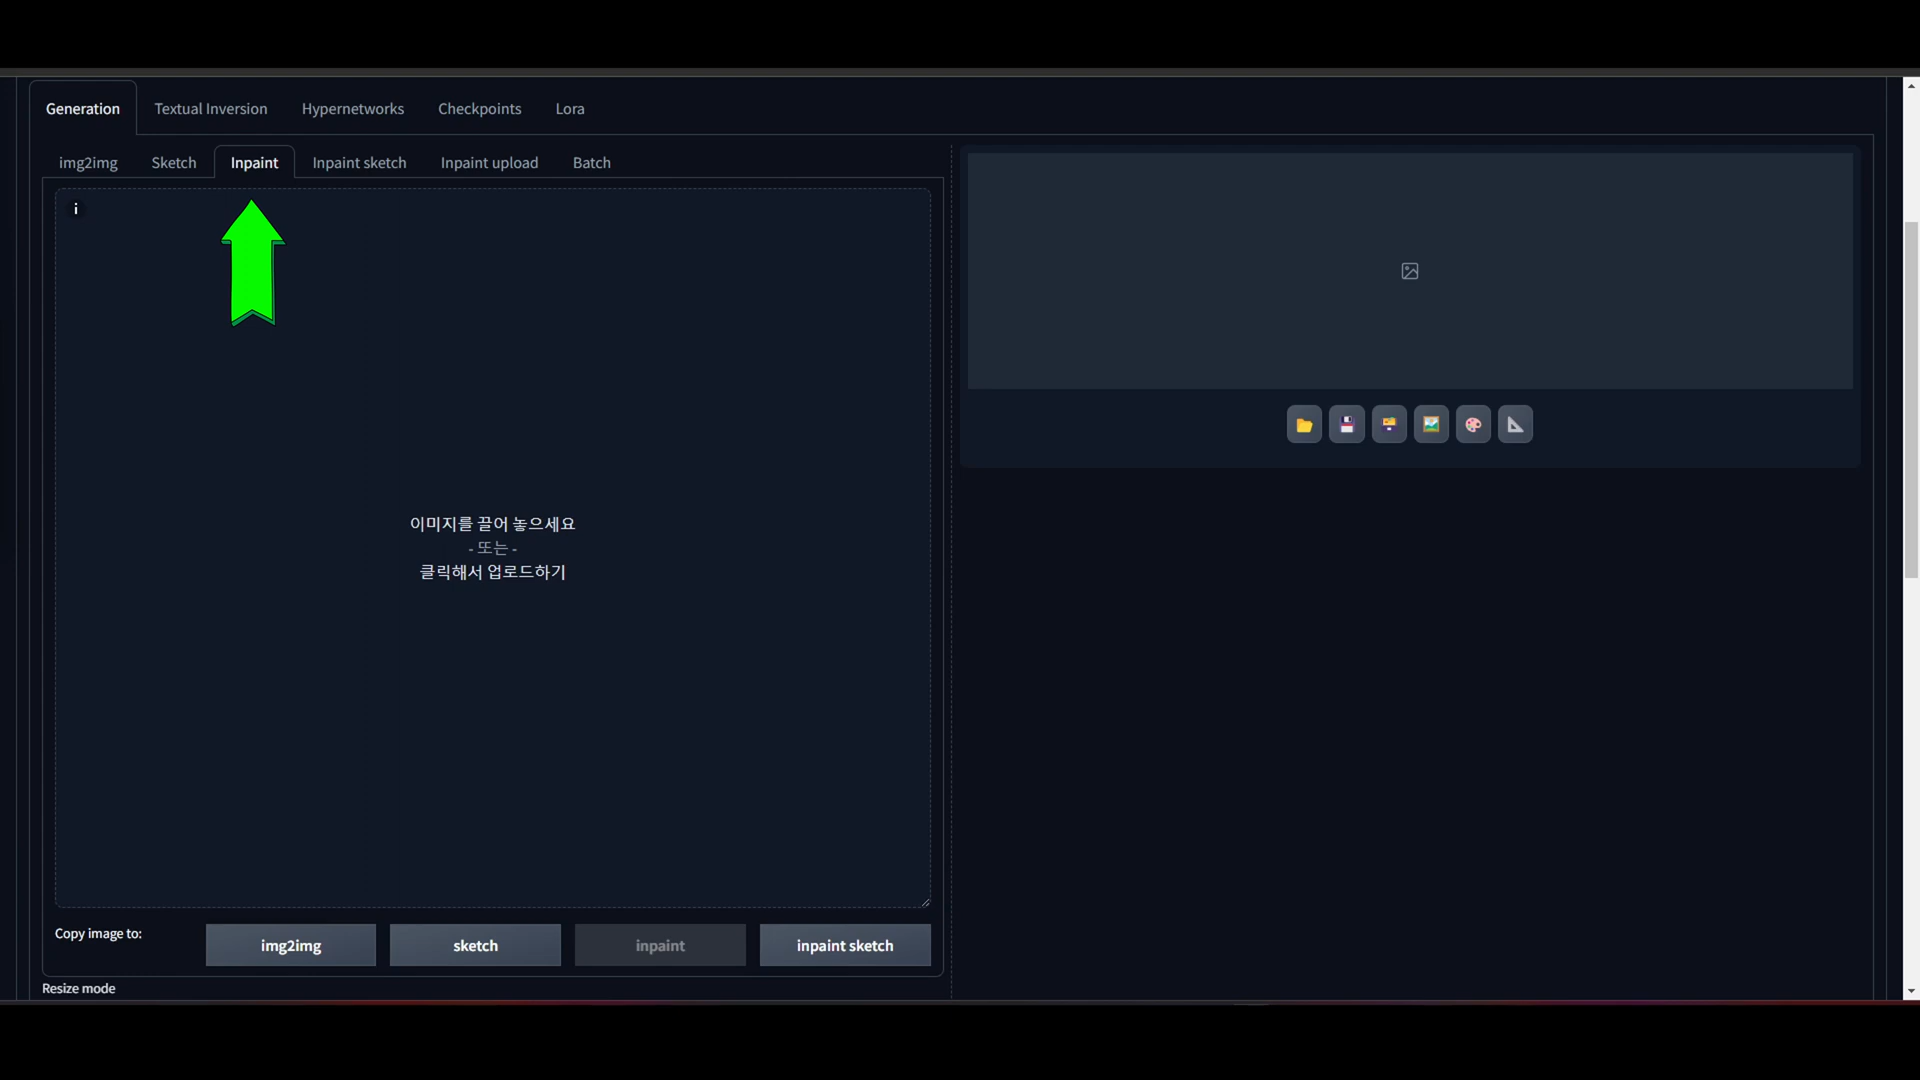 Generation Textual Inversion Hypernetworks Checkpoints Lora
img2img Sketch Inpaint Inpaint sketch Inpaint upload Batch
i
이미지를 끌어 놓으세요
- 또는 -
클릭해서 업로드하기
Copy image to: img2img sketch inpaint inpaint sketch
Resize mode